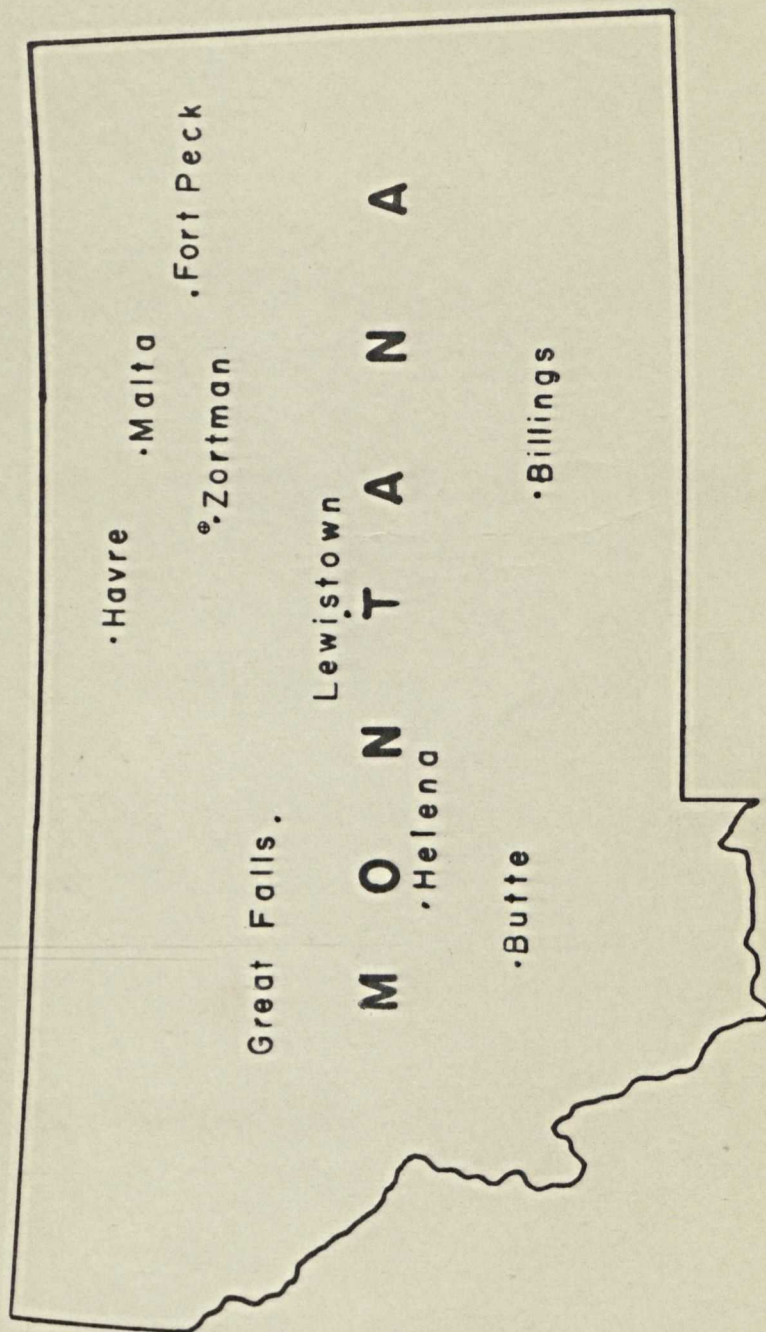 Havre
Malta
Fort Peck
Zortman
Great Falls
Lewistown
MONTANA
Helena
Butte
Billings